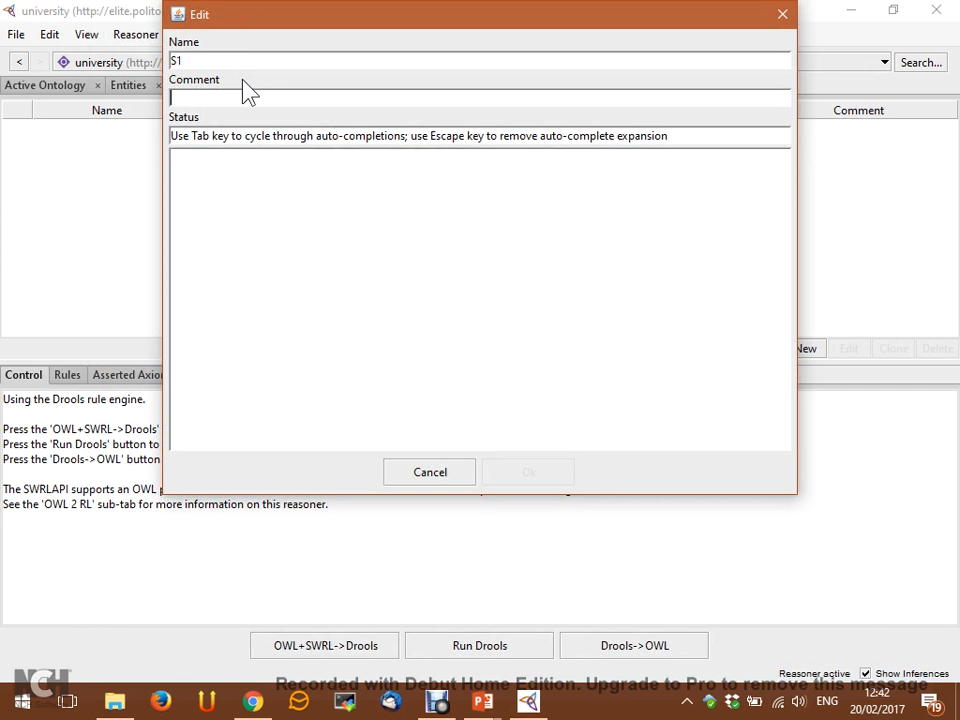 university (http://elite.polito
Edit
File Edit View Reasoner
Name
S1
< university (http:/
Search...
Comment
Active Ontology × Entities ×
Name
Comment
Status
Use Tab key to cycle through auto-completions; use Escape key to remove auto-complete expansion
New Edit Clone Delete
Control Rules Asserted Axio
Using the Drools rule engine.
Press the 'OWL+SWRL->Drools'
Press the 'Run Drools' button to
Press the 'Drools->OWL' button
Cancel Ok
The SWRLAPI supports an OWL
See the 'OWL 2 RL' sub-tab for more information on this reasoner.
OWL+SWRL->Drools Run Drools Drools->OWL
Reasoner active Show Inferences
NCH
Recorded with Debut Home Edition. Upgrade to Pro to remove this message
ENG
12:42
20/02/2017
19